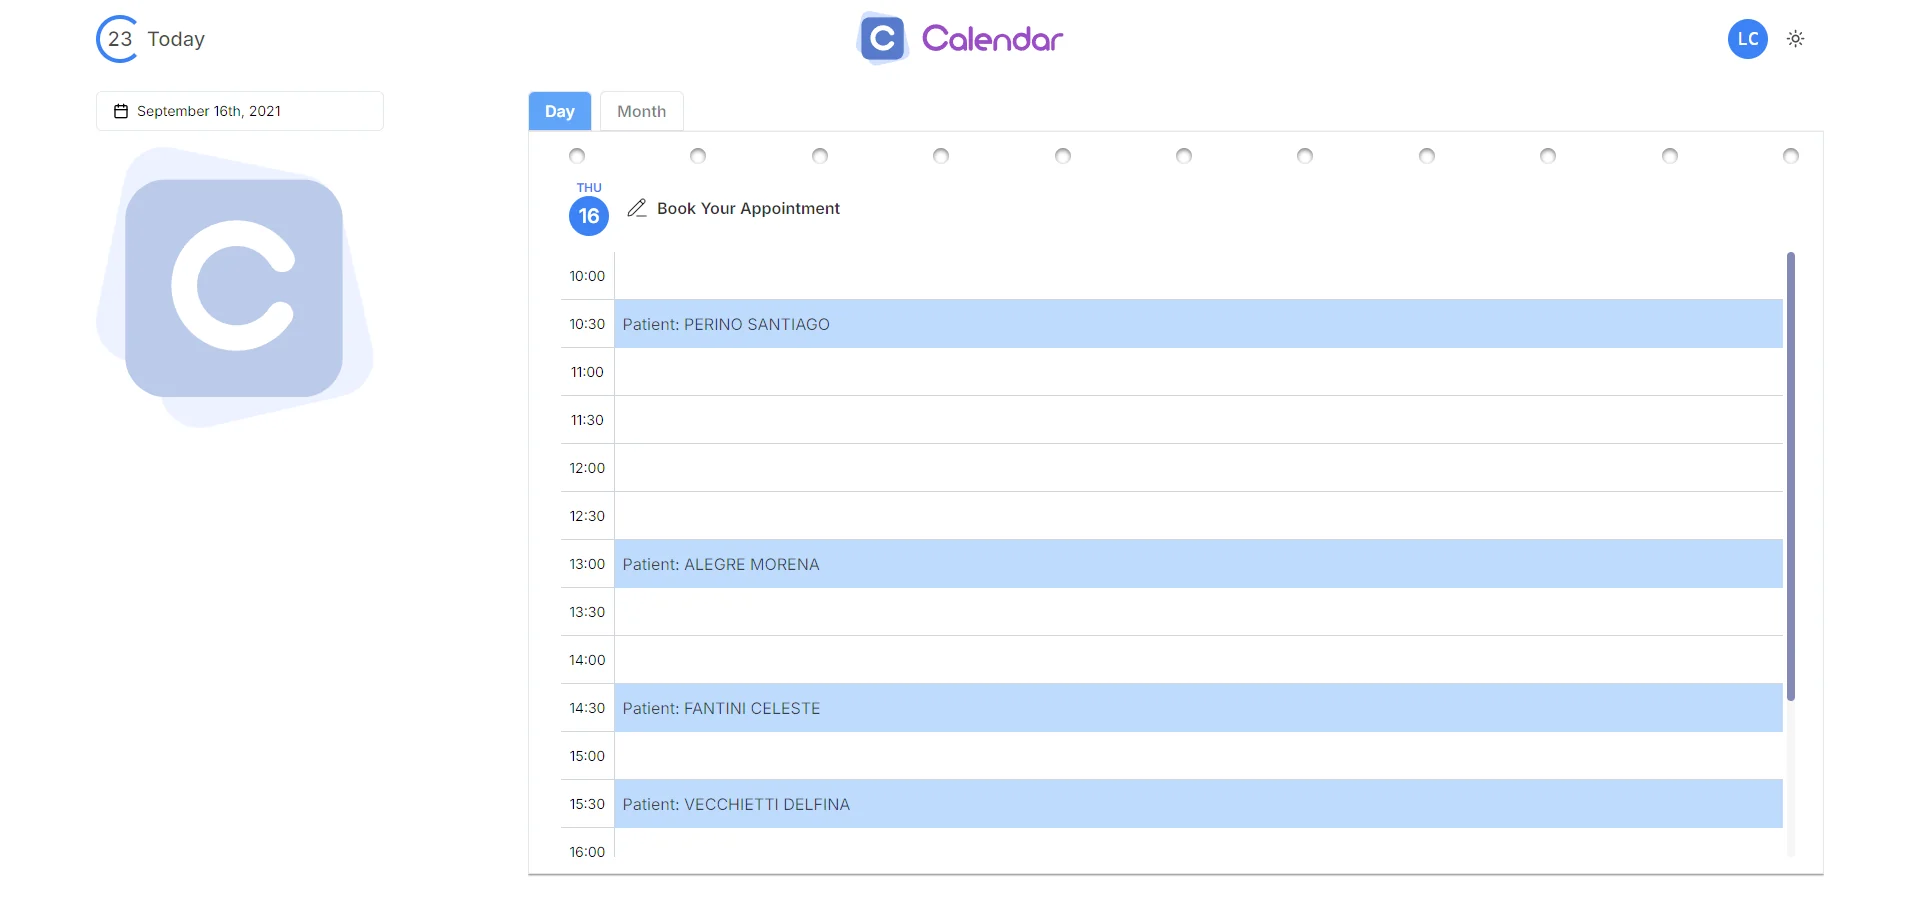 23 Today
C Calendar
LC
September 16th, 2021
Day Month
C
THU
16 Book Your Appointment
10:00
10:30 Patient: PERINO SANTIAGO
11:00
11:30
12:00
12:30
13:00 Patient: ALEGRE MORENA
13:30
14:00
14:30 Patient: FANTINI CELESTE
15:00
15:30 Patient: VECCHIETTI DELFINA
16:00